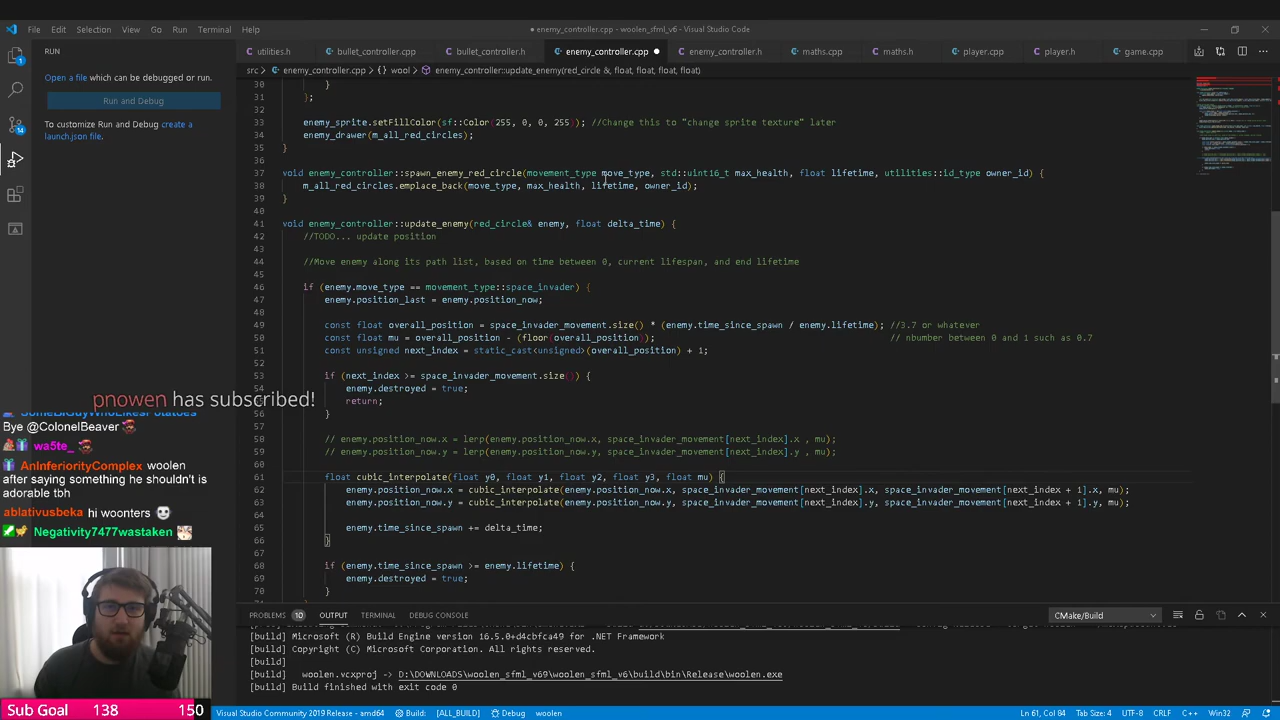 File Edit Selection View Go Run Terminal
● enemy_controller.cpp - woolen_sfml_v6 - Visual Studio Code
RUN
utilities.h bullet_controller.cpp bullet_controller.h enemy_controller.cpp ● enemy_controller.h maths.cpp maths.h player.cpp player.h game.cpp
src > enemy_controller.cpp > {} wool > enemy_controller::update_enemy(red_circle &, float, float, float, float)
Open a file which can be debugged or run.
Run and Debug
To customize Run and Debug create a
launch.json file.
30 }
31 };
32
33 enemy_sprite.setFillColor(sf::Color 255 }); //Change this to "change sprite texture" later
34 enemy_drawer(m_all_red_circles);
35 }
36
37 void enemy_controller::spawn_enemy_red_circle(movement_type move_type, std::uint16_t max_health, float lifetime, utilities::id_type owner_id) {
38 m_all_red_circles.emplace_back(move_type, max_health, lifetime, owner_id);
39 }
40
41 void enemy_controller::update_enemy(red_circle& enemy, float delta_time) {
42 //TODO... update position
43
44 //Move enemy along its path list, based on time between 0, current lifespan, and end lifetime
45
46 if (enemy.move_type == movement_type::space_invader) {
47 enemy.position_last = enemy.position_now;
48
49 const float overall_position = space_invader_movement.size() * (enemy.time_since_spawn / enemy.lifetime); //3.7 or whatever
50 const float mu = overall_position - (floor(overall_position)); // nbumber between 0 and 1 such as 0.7
51 const unsigned next_index = static_cast<unsigned>(overall_position) + 1;
52
53 if (next_index >= space_invader_movement.size()) {
54 enemy.destroyed = true;
return;
56 }
57
58 // enemy.position_now.x = lerp(enemy.position_now.x, space_invader_movement[next_index].x , mu);
59 // enemy.position_now.y = lerp(enemy.position_now.y, space_invader_movement[next_index].y , mu);
60
61 float cubic_interpolate(float y0, float y1, float y2, float y3, float mu) {
62 enemy.position_now.x = cubic_interpolate(enemy.position_now.x, space_invader_movement[next_index].x, space_invader_movement[next_index + 1].x, mu);
63 enemy.position_now.y = cubic_interpolate(enemy.position_now.y, space_invader_movement[next_index].y, space_invader_movement[next_index + 1].y, mu);
64
65 enemy.time_since_spawn += delta_time;
66 }
67
68 if (enemy.time_since_spawn >= enemy.lifetime) {
69 enemy.destroyed = true;
70 }
pnowen has subscribed!
SomeBigGuyWhoLikesPotatoes
Bye @ColonelBeaver
wa5te_
AnInferiorityComplex woolen
after saying something he shouldn't is
adorable tbh
ablativusbeka hi woonters
Negativity7477wastaken
PROBLEMS 10 OUTPUT TERMINAL DEBUG CONSOLE
CMake/Build
[build] Microsoft (R) Build Engine version 16.5.0+d4cbfca49 for .NET Framework
[build] Copyright (C) Microsoft Corporation. All rights reserved.
[build]
[build] woolen.vcxproj -> D:\DOWNLOADS\woolen_sfml_v69\woolen_sfml_v6\build\bin\Release\woolen.exe
[build] Build finished with exit code 0
Sub Goal 138 150
Visual Studio Community 2019 Release - amd64 Build: [ALL_BUILD] Debug woolen Ln 61, Col 84 Tab Size: 4 UTF-8 CRLF C++ Win32